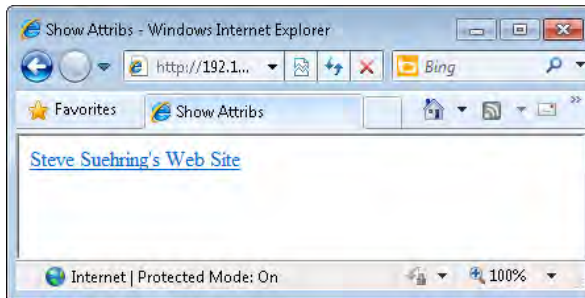 Show Attribs - Windows Internet Explorer
http://192.1...
Bing
Favorites
Show Attribs
Steve Suehring's Web Site
Internet | Protected Mode: On
100%